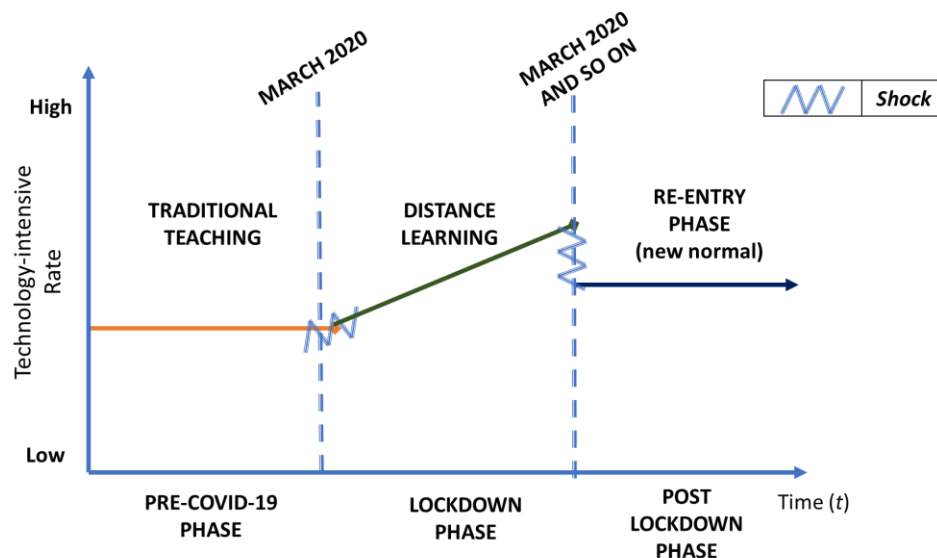 MARCH 2020
MARCH 2020
AND SO ON
High
Shock
Technology-intensive
Rate
TRADITIONAL
TEACHING
DISTANCE
LEARNING
RE-ENTRY
PHASE
(new normal)
Low
PRE-COVID-19
PHASE
LOCKDOWN
PHASE
POST
LOCKDOWN
PHASE
Time (t)